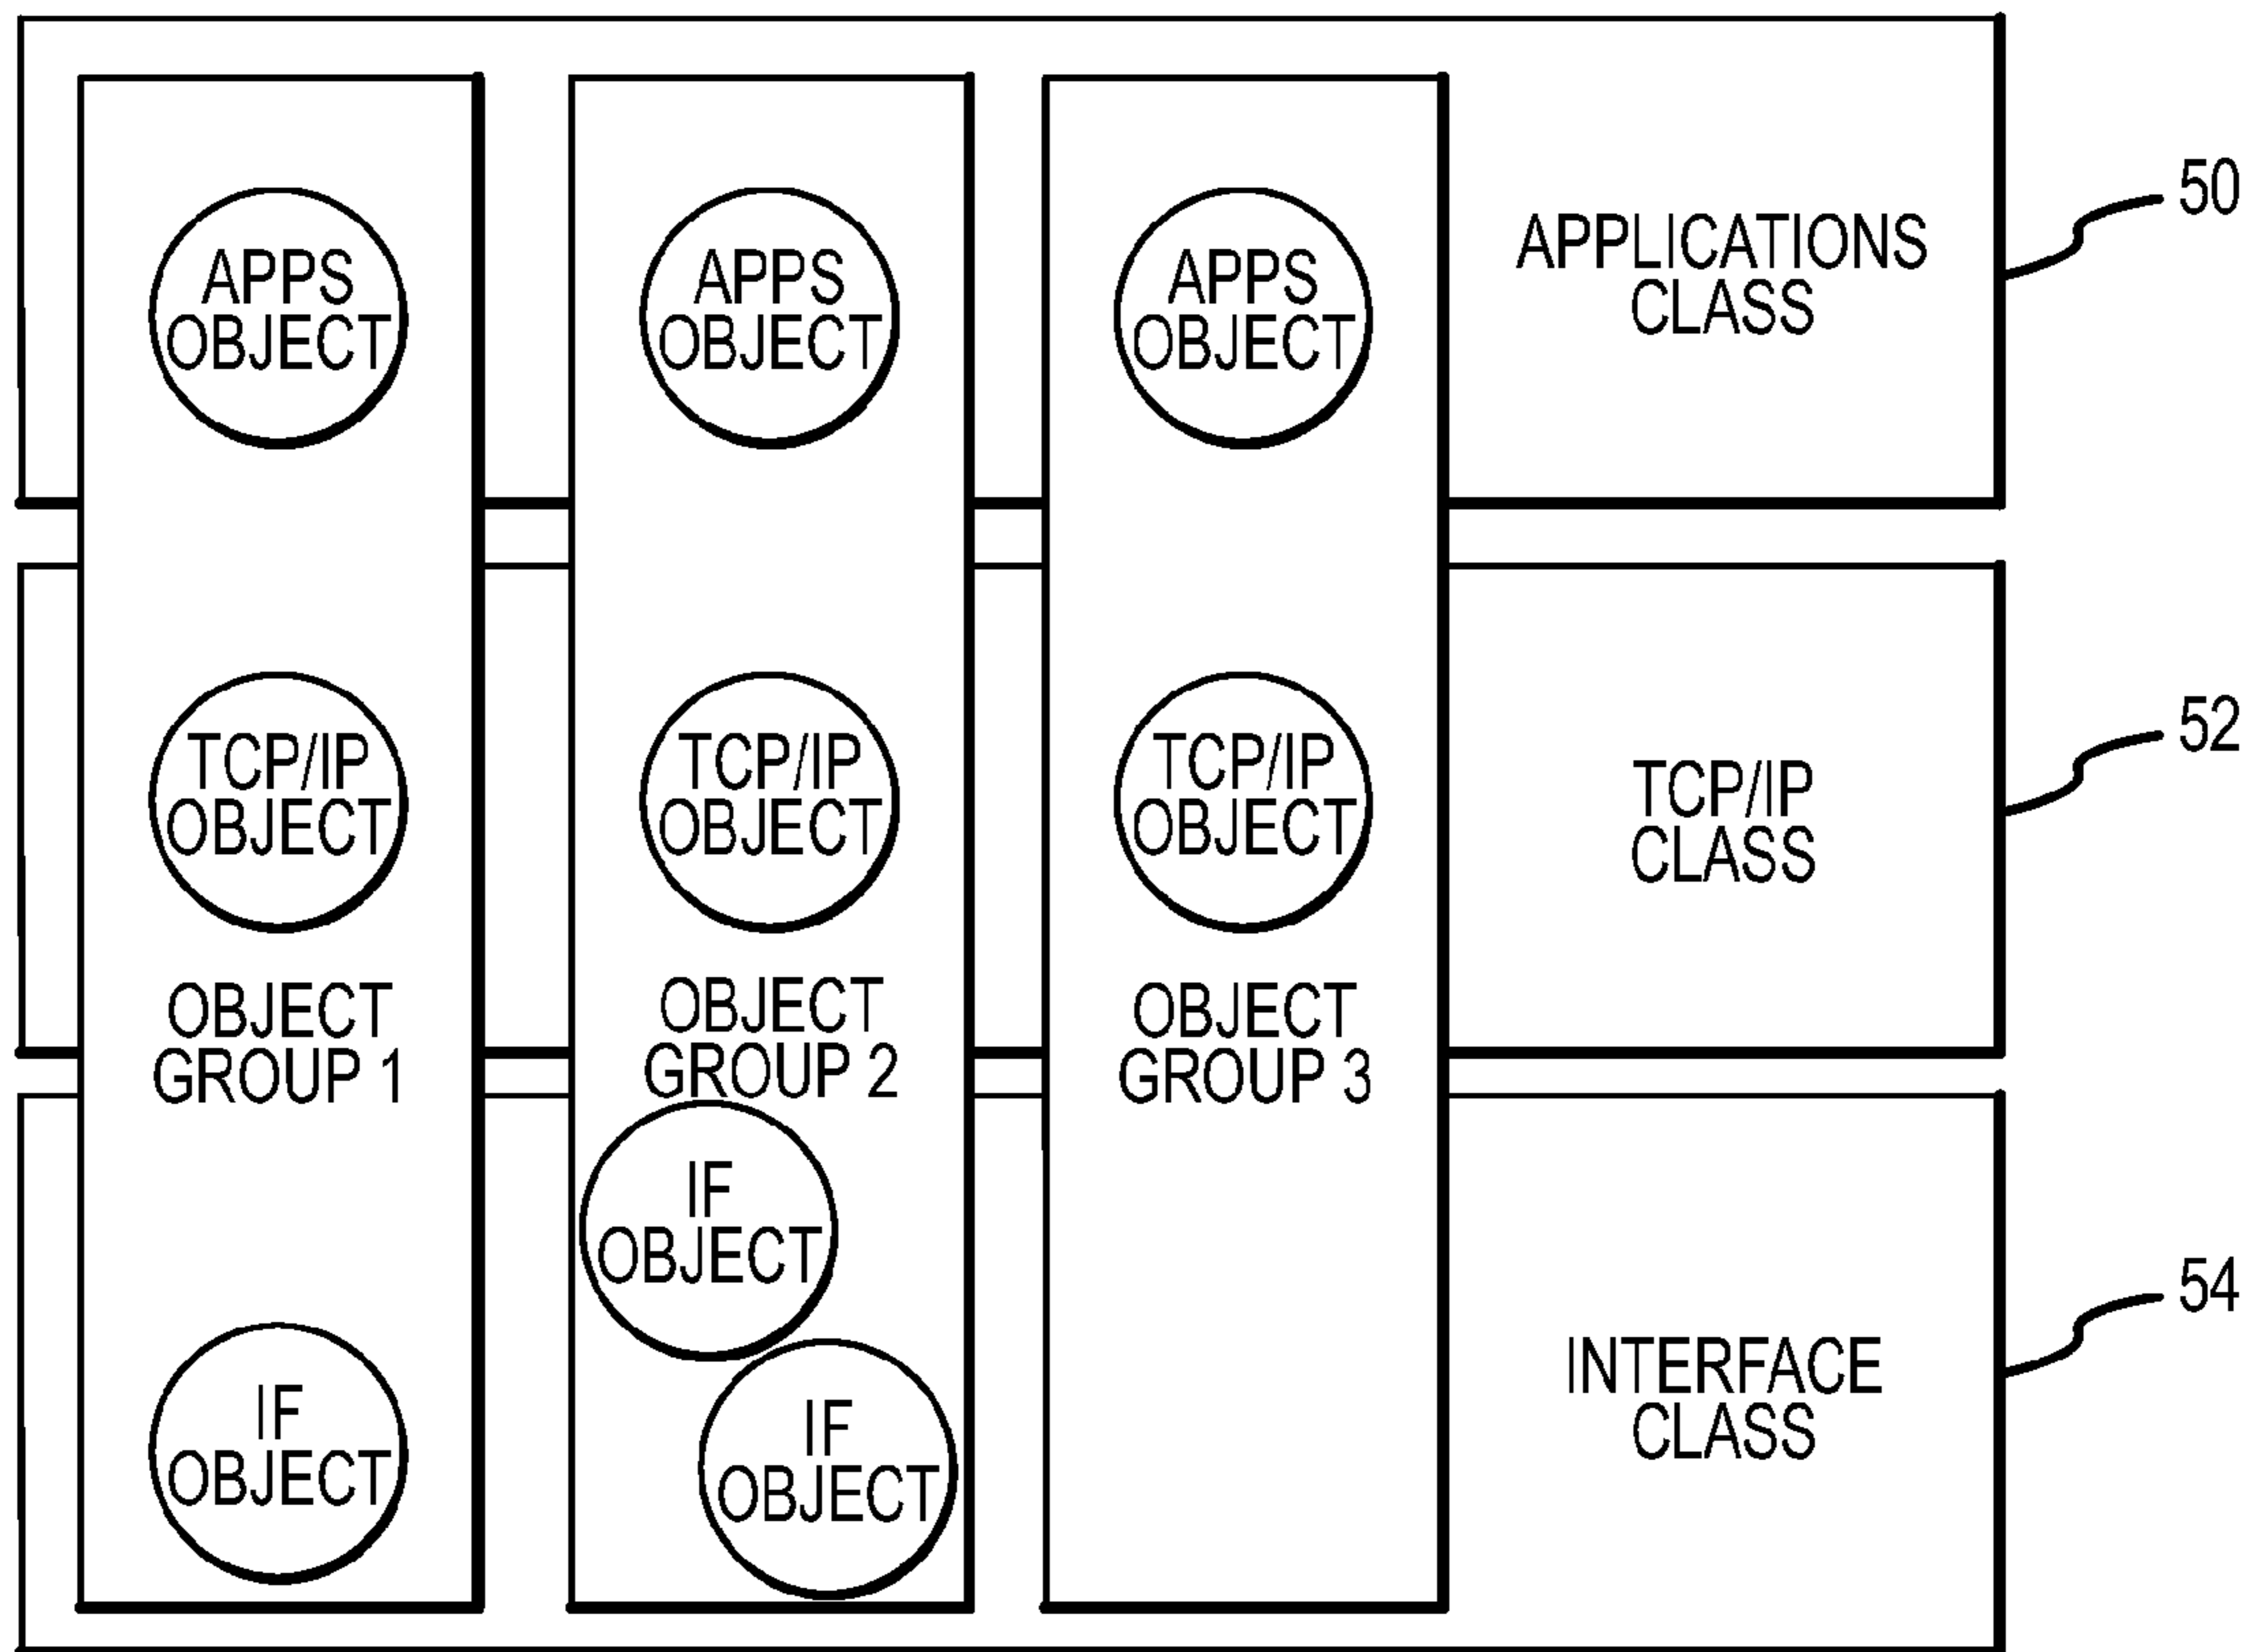 APPS
OBJECT
APPS
OBJECT
APPS
OBJECT
APPLICATIONS
CLASS
50
TCP/IP
OBJECT
TCP/IP
OBJECT
TCP/IP
OBJECT
TCP/IP
CLASS
52
OBJECT
GROUP 1
OBJECT
GROUP 2
OBJECT
GROUP 3
IF
OBJECT
IF
OBJECT
IF
OBJECT
INTERFACE
CLASS
54